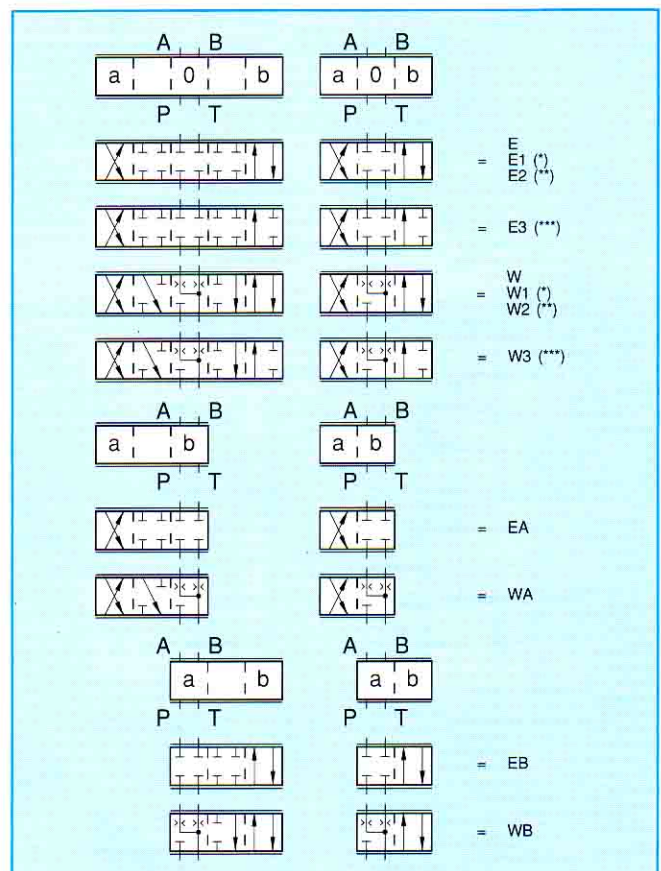 A B A B
a 0 b a 0 b
P T P T
E
= E1 (*)
E2 (**)
= E3 (***)
W
= W1 (*)
W2 (**)
= W3 (***)
A B A B
a b a b
P T P T
= EA
= WA
A B A B
a b a b
P T P T
= EB
= WB